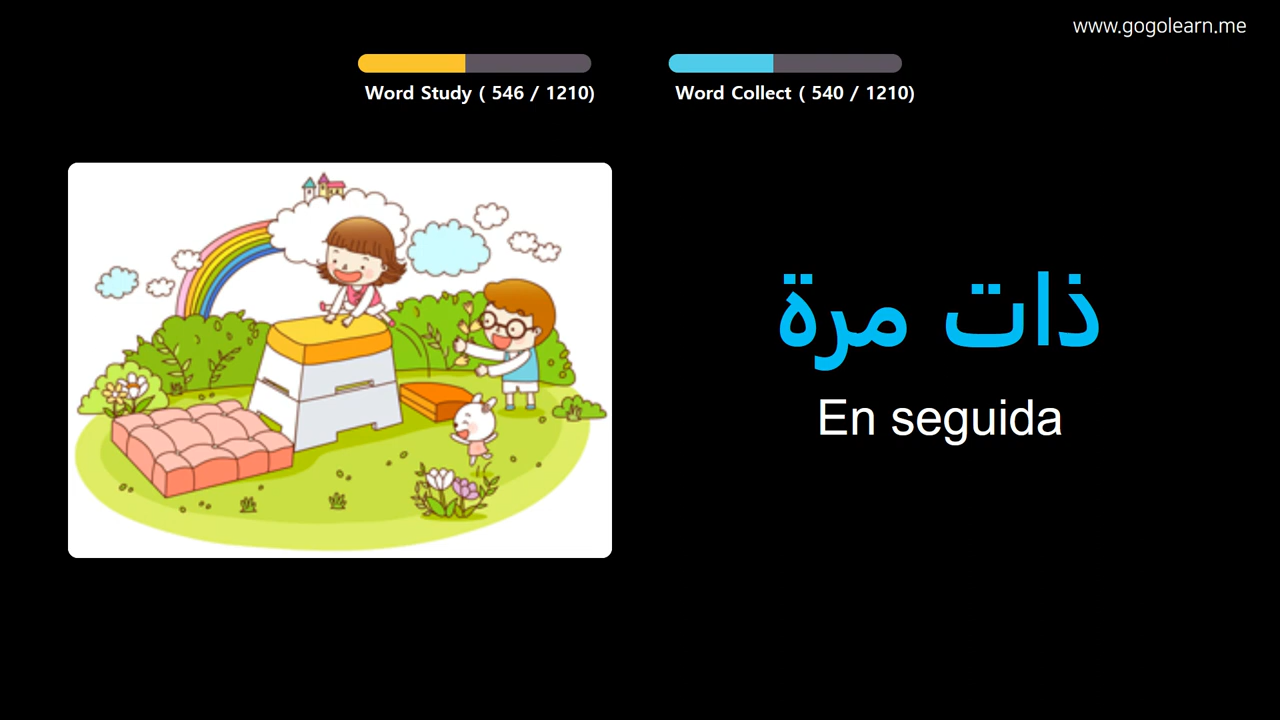 www.gogolearn.me
Word Study ( 546 / 1210)
Word Collect ( 540 / 1210)
ذات مرة
En seguida